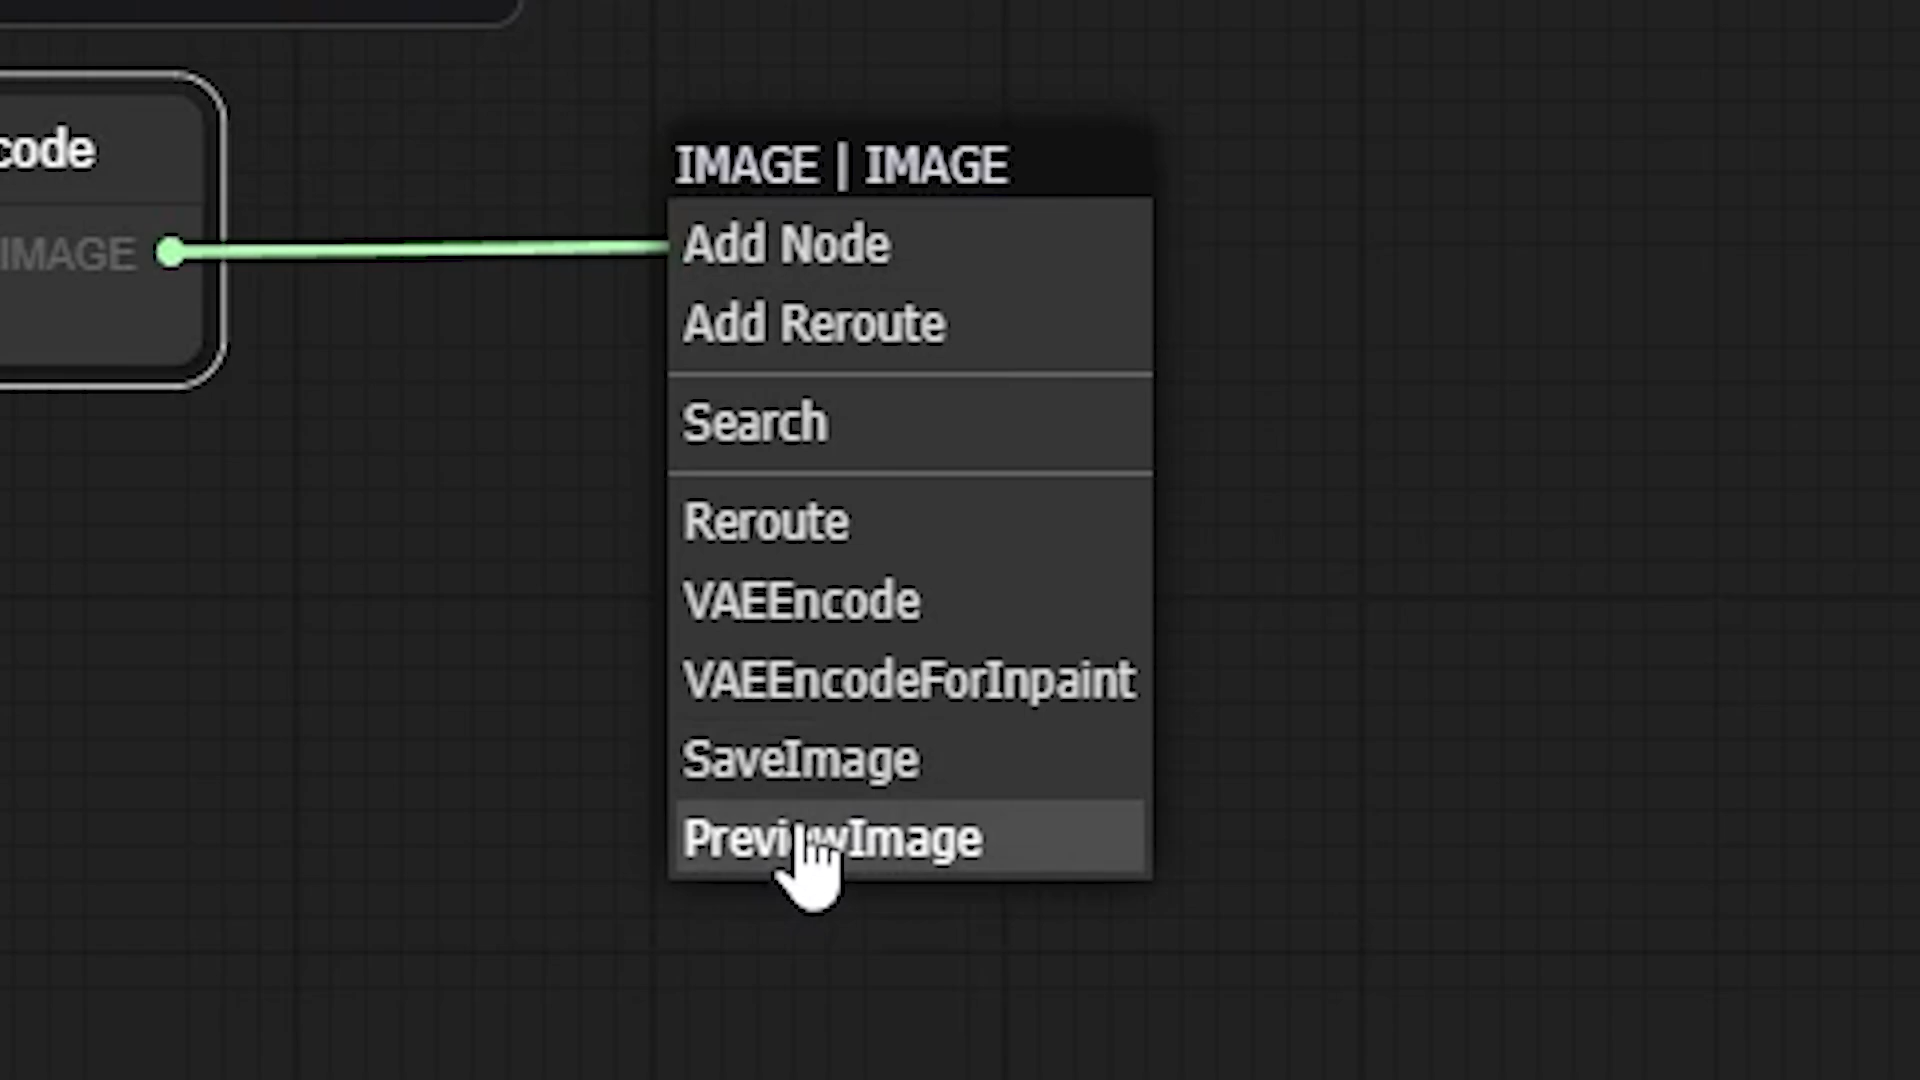 code
IMAGE
IMAGE | IMAGE
Add Node
Add Reroute
Search
Reroute
VAEEncode
VAEEncodeForInpaint
SaveImage
PreviewImage